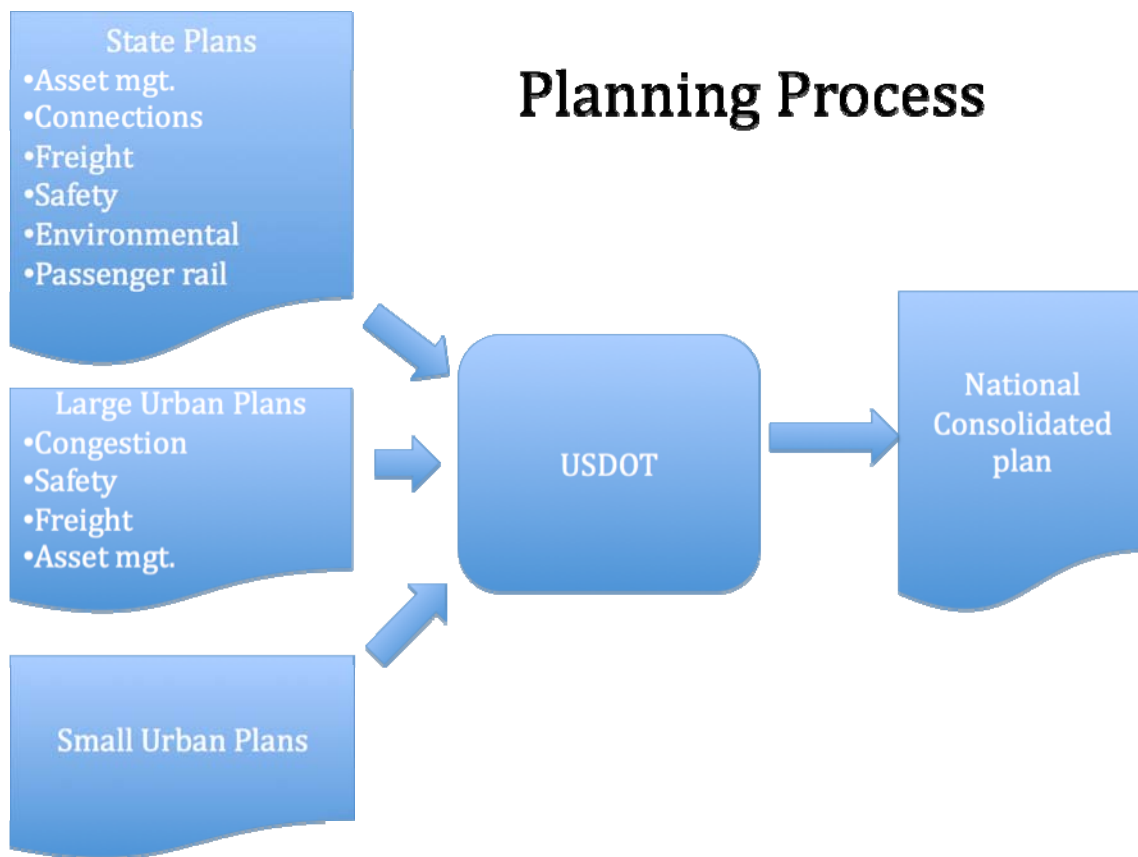 State Plans
•Asset mgt.
•Connections
•Freight
•Safety
•Environmental
•Passenger rail
Planning Process
Large Urban Plans
•Congestion
•Safety
•Freight
•Asset mgt.
USDOT
National
Consolidated
plan
Small Urban Plans